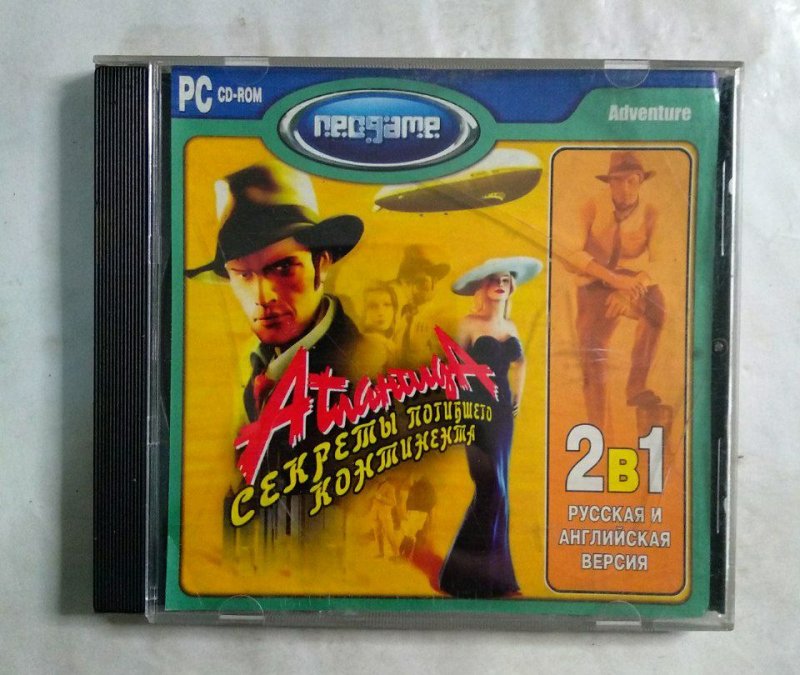 PC CD-ROM
neogame
Adventure
Атлантида
СЕКРЕТЫ ПОГИБШЕГО
КОНТИНЕНТА
2в1
РУССКАЯ И
АНГЛИЙСКАЯ
ВЕРСИЯ